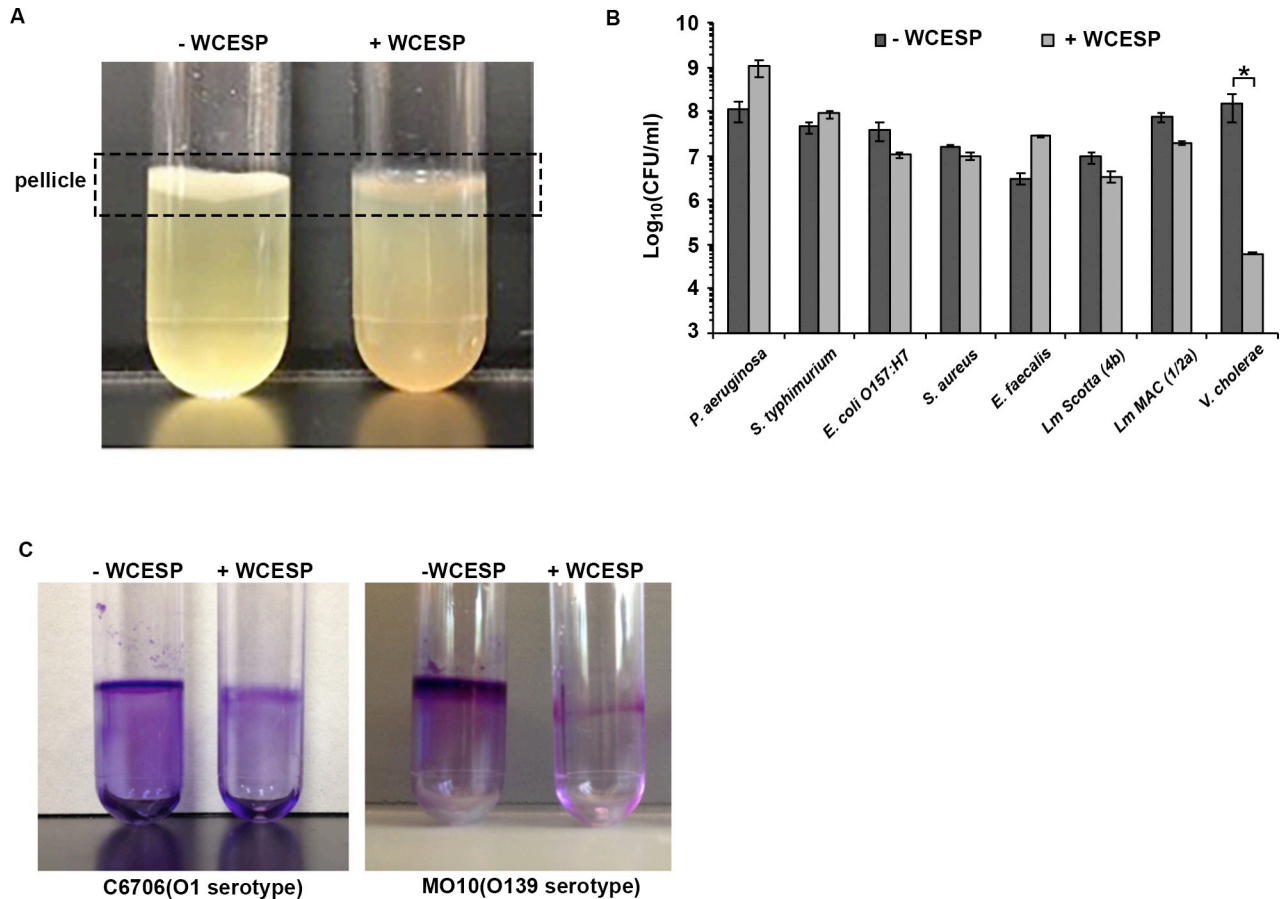 A
- WCESP
+ WCESP
pellicle
B
Log10(CFU/ml)
10
9
8
7
6
5
4
3
- WCESP
+ WCESP
*
P. aeruginosa
S. typhimurium
E. coli O157:H7
S. aureus
E. faecalis
Lm Scotta (4b)
Lm MAC (1/2a)
V. cholerae
C
- WCESP
+ WCESP
-WCESP
+ WCESP
C6706(O1 serotype)
MO10(O139 serotype)